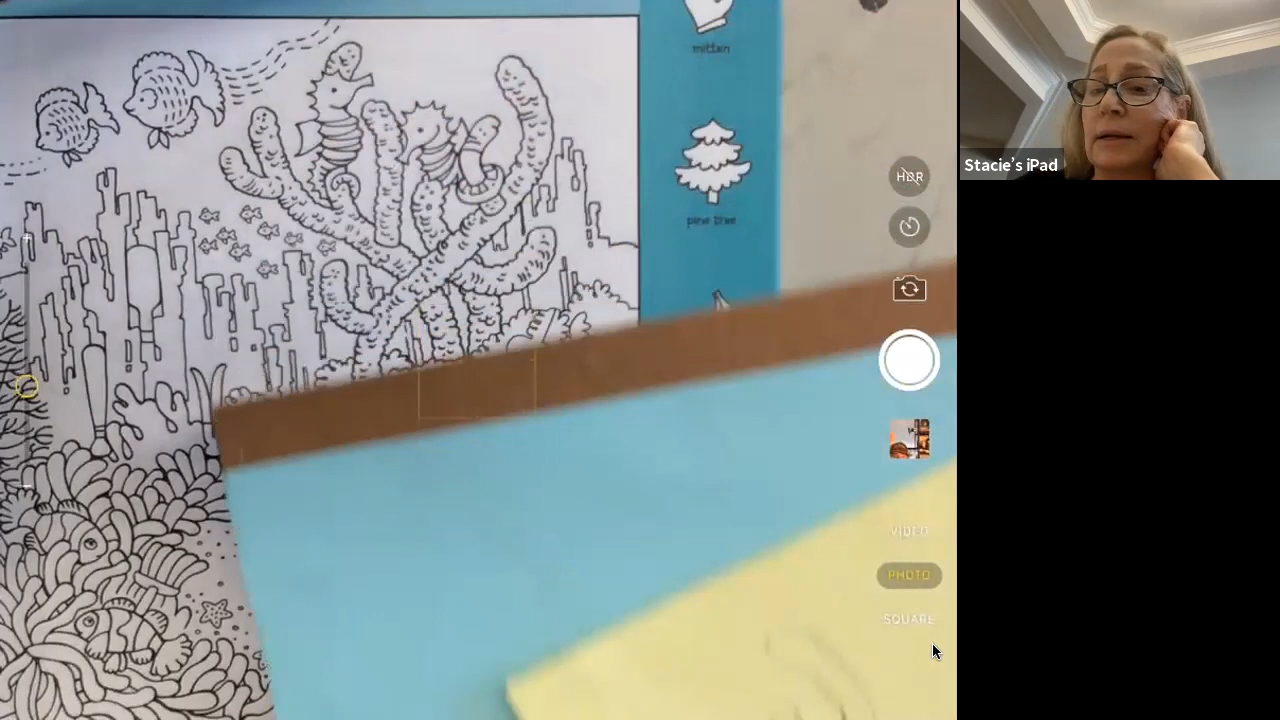 mitten
pine tree
HDR
VIDEO
PHOTO
SQUARE
Stacie's iPad